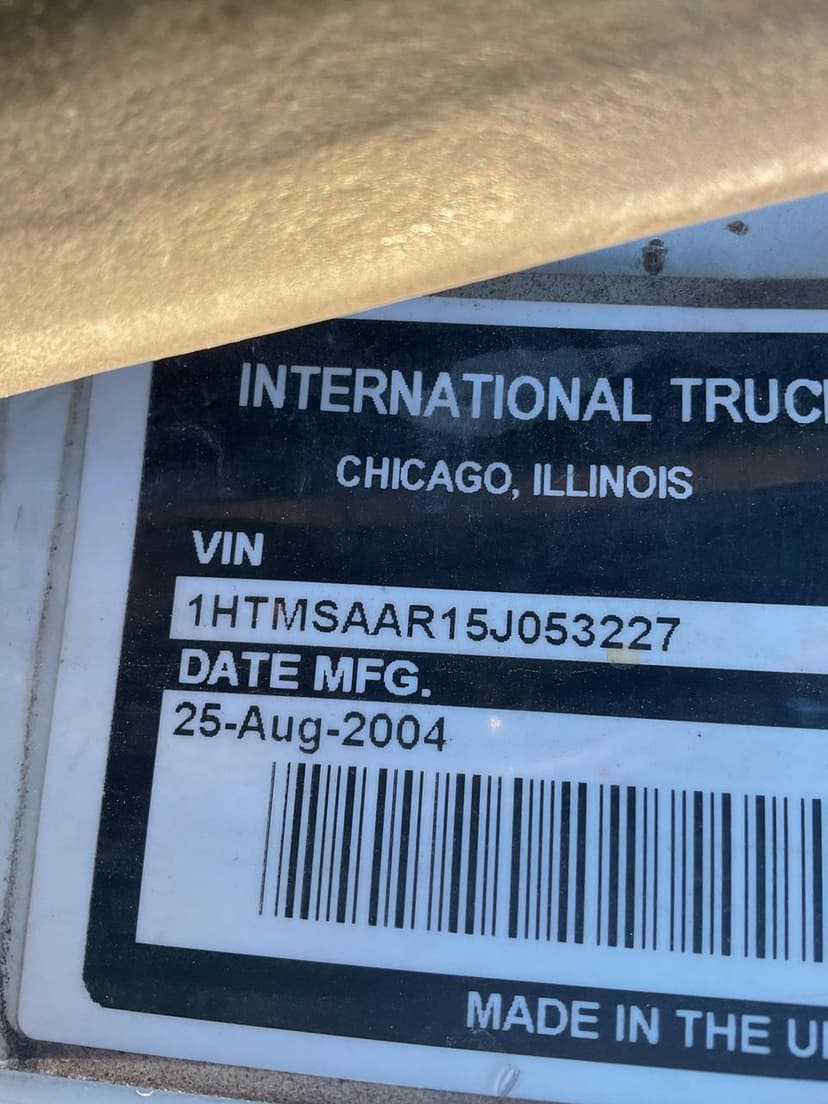 INTERNATIONAL TRUC
CHICAGO, ILLINOIS
VIN
1HTMSAAR15J053227
DATE MFG.
25-Aug-2004
MADE IN THE U